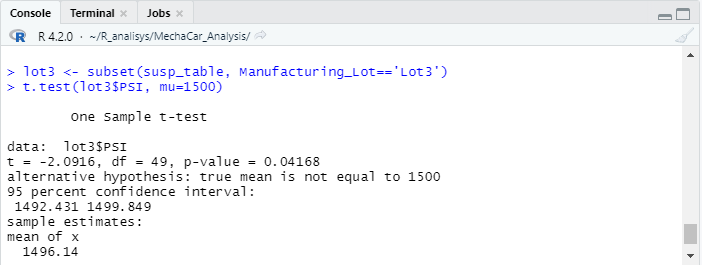 Console Terminal × Jobs ×
R R 4.2.0 · ~/R_analisys/MechaCar_Analysis/
> lot3 <- subset(susp_table, Manufacturing_Lot=='Lot3')
> t.test(lot3$PSI, mu=1500)
One Sample t-test
data: lot3$PSI
t = -2.0916, df = 49, p-value = 0.04168
alternative hypothesis: true mean is not equal to 1500
95 percent confidence interval:
1492.431 1499.849
sample estimates:
mean of x
1496.14